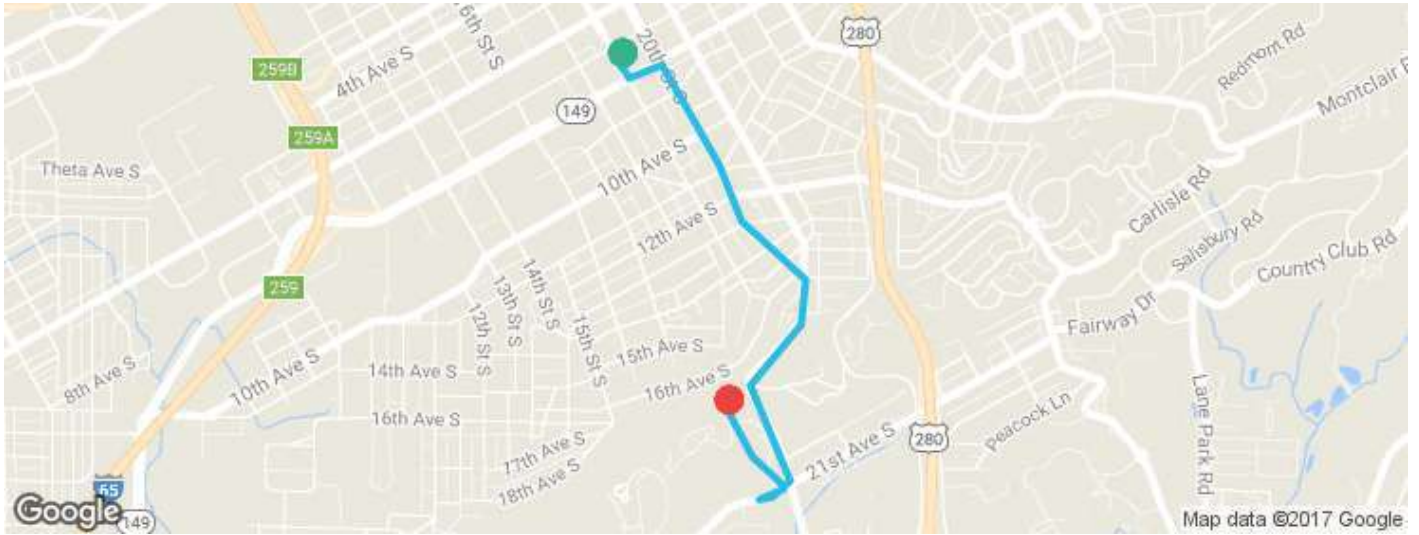 16th St S
20th St S
280
Redmont Rd
259B
4th Ave S
Montclair
149
259A
Theta Ave S
10th Ave S
Carlisle Rd
12th Ave S
Salisbury Rd
Country Club Rd
14th St S
259
13th St S
12th St S
Fairway Dr
15th St S
15th Ave S
8th Ave S
10th Ave S
14th Ave S
16th Ave S
Lane Park Rd
16th Ave S
Peacock Ln
280
21st Ave S
17th Ave S
18th Ave S
65
Google
149
Map data ©2017 Google